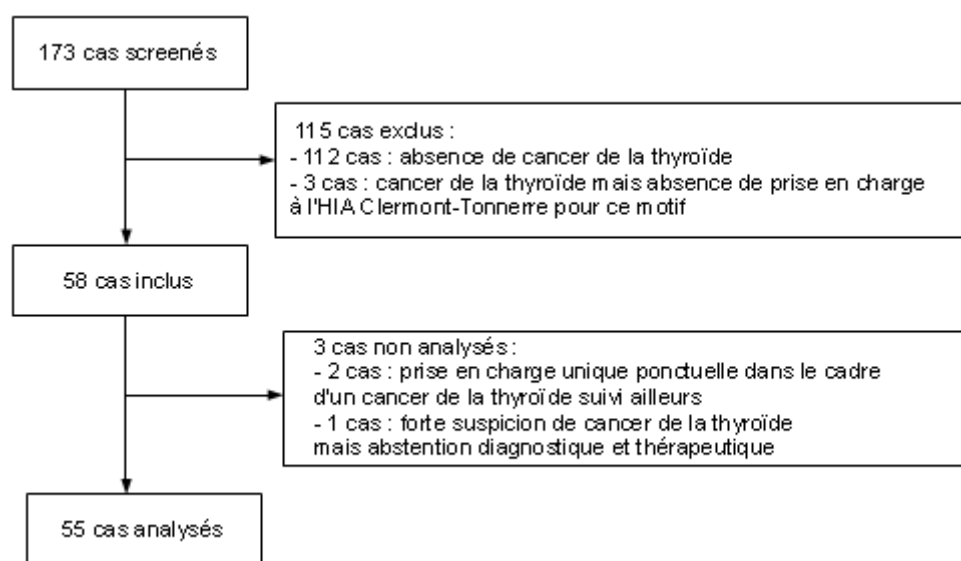 173 cas screenés
115 cas exclus :
- 112 cas : absence de cancer de la thyroïde
- 3 cas : cancer de la thyroïde mais absence de prise en charge
à l'HIA Clermont-Tonnerre pour ce motif
58 cas inclus
3 cas non analysés :
- 2 cas : prise en charge unique ponctuelle dans le cadre
d'un cancer de la thyroïde suivi ailleurs
- 1 cas : forte suspicion de cancer de la thyroïde
mais abstention diagnostique et thérapeutique
55 cas analysés